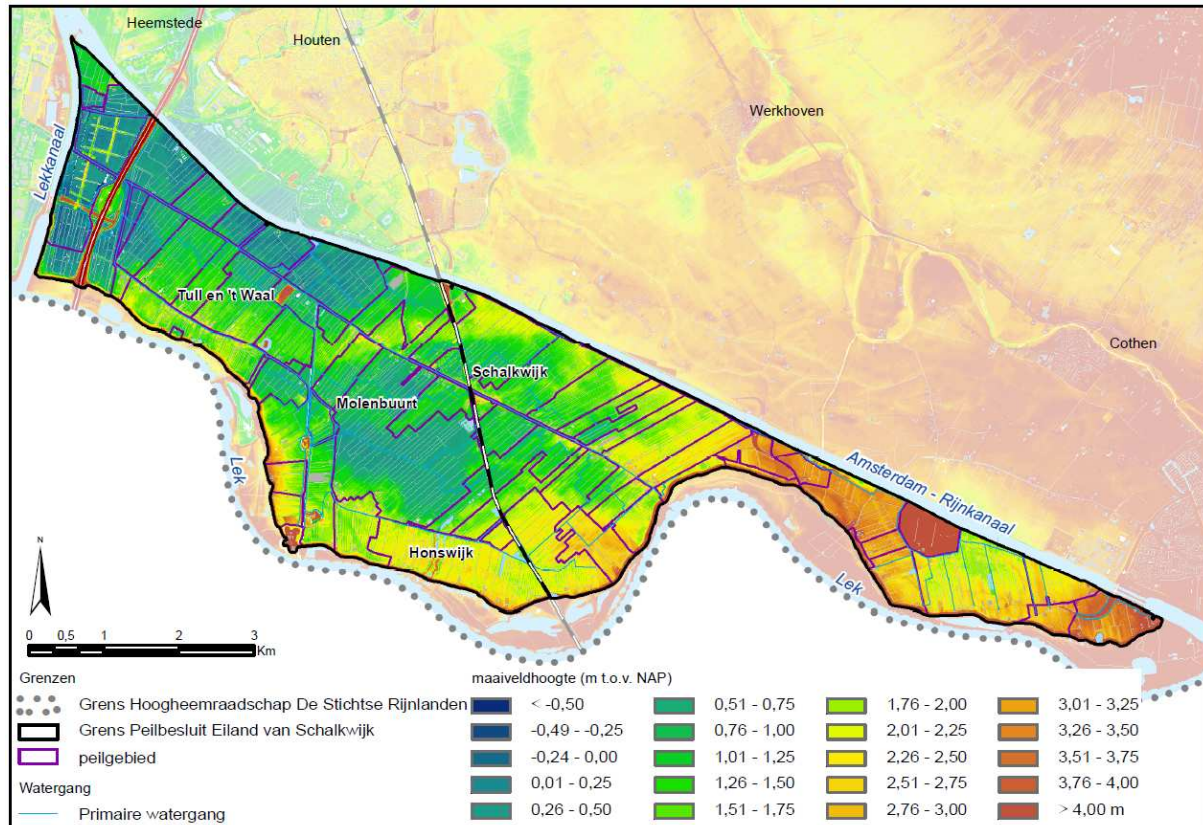 Heemstede
Houten
Werkhoven
Lekkanaal
Tull en 't Waal
Cothen
Schalkwijk
Molenbuurt
Amsterdam - Rijnkanaal
Lek
Honswijk
Lek
N
0 0,5 1 2 3
Km
Grenzen
Grens Hoogheemraadschap De Stichtse Rijnlanden
Grens Peilbesluit Eiland van Schalkwijk
peilgebied
Watergang
Primaire watergang
maaiveldhoogte (m t.o.v. NAP)
< -0,50
-0,49 - -0,25
-0,24 - 0,00
0,01 - 0,25
0,26 - 0,50
0,51 - 0,75
0,76 - 1,00
1,01 - 1,25
1,26 - 1,50
1,51 - 1,75
1,76 - 2,00
2,01 - 2,25
2,26 - 2,50
2,51 - 2,75
2,76 - 3,00
3,01 - 3,25
3,26 - 3,50
3,51 - 3,75
3,76 - 4,00
> 4,00 m